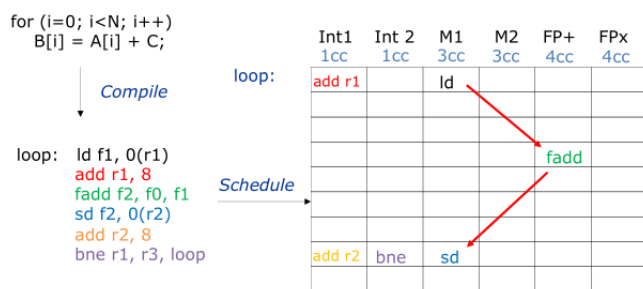 for (i=0; i<N; i++)
B[i] = A[i] + C;
Compile
loop: ld f1, 0(r1)
add r1, 8
fadd f2, f0, f1
sd f2, 0(r2)
add r2, 8
bne r1, r3, loop
Schedule
Int1 Int 2 M1 M2 FP+ FPx
1cc 1cc 3cc 3cc 4cc 4cc
loop: add r1 ld
fadd
add r2 bne sd